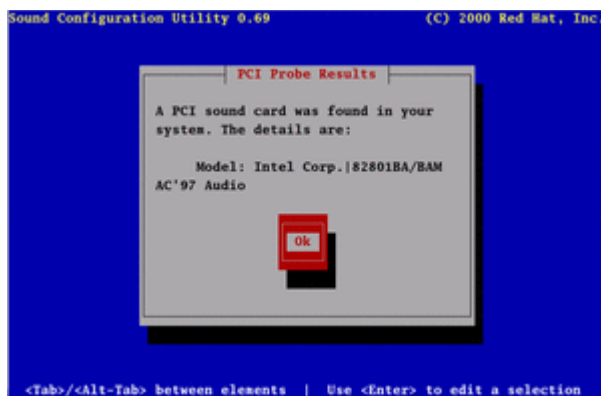 Sound Configuration Utility 0.69 (C) 2000 Red Hat, Inc.
PCI Probe Results
A PCI sound card was found in your
system. The details are:
Model: Intel Corp.|82801BA/BAM
AC'97 Audio
Ok
<Tab>/<Alt-Tab> between elements | Use <Enter> to edit a selection